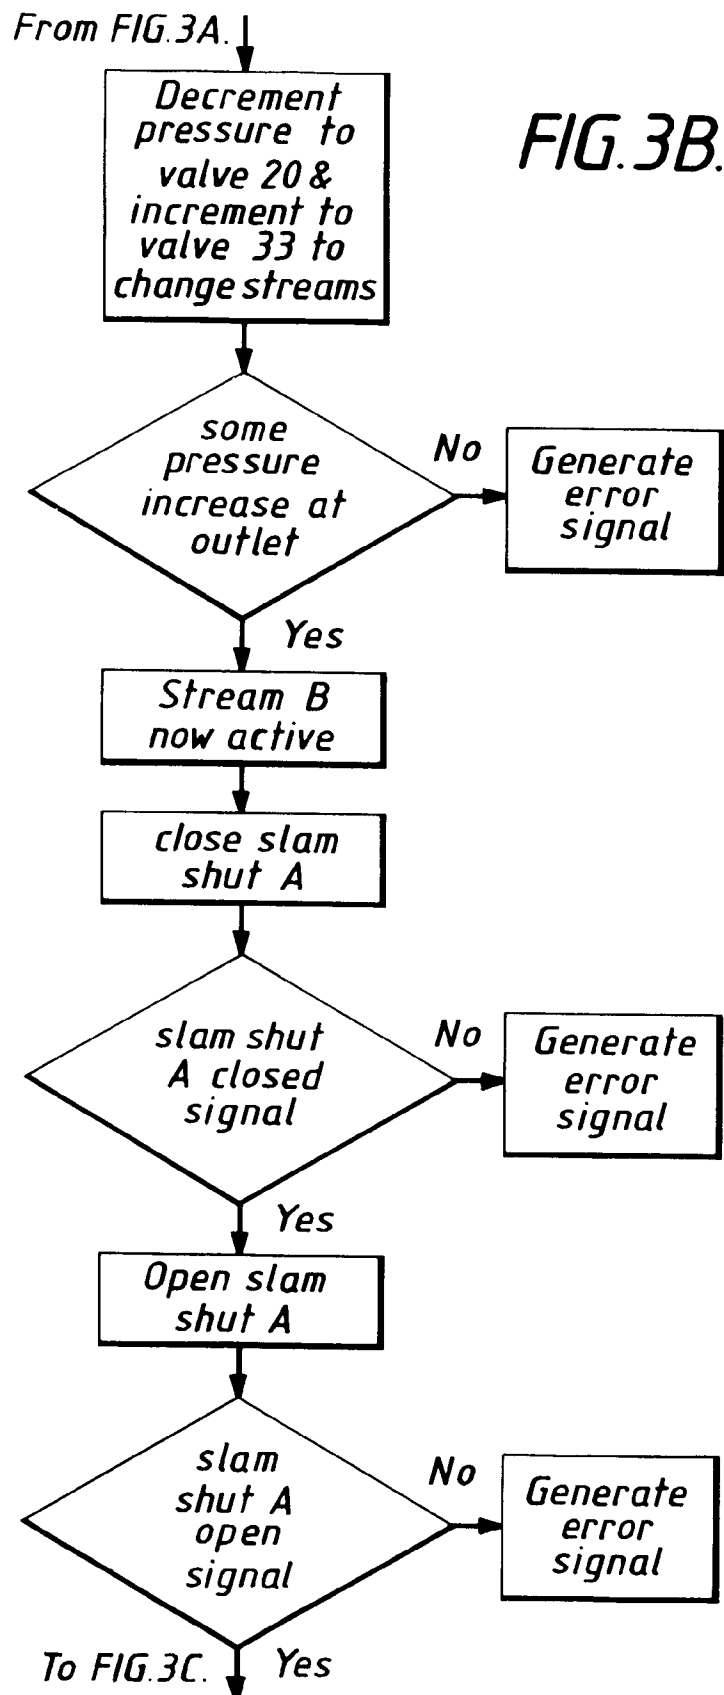 From FIG.3A.
FIG.3B.
Decrement
pressure to
valve 20 &
increment to
valve 33 to
change streams
some
pressure
increase at
outlet
No
Generate
error
signal
Yes
Stream B
now active
close slam
shut A
slam shut
A closed
signal
No
Generate
error
signal
Yes
Open slam
shut A
slam
shut A
open
signal
No
Generate
error
signal
To FIG.3C.
Yes